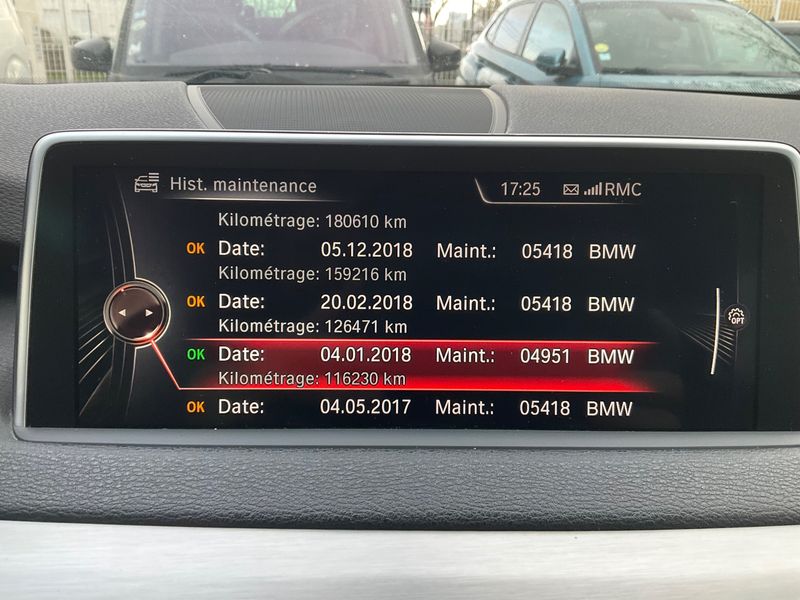 Hist. maintenance 17:25 RMC
Kilométrage: 180610 km
OK Date: 05.12.2018 Maint.: 05418 BMW
Kilométrage: 159216 km
OK Date: 20.02.2018 Maint.: 05418 BMW
Kilométrage: 126471 km
OPT
OK Date: 04.01.2018 Maint.: 04951 BMW
Kilométrage: 116230 km
OK Date: 04.05.2017 Maint.: 05418 BMW